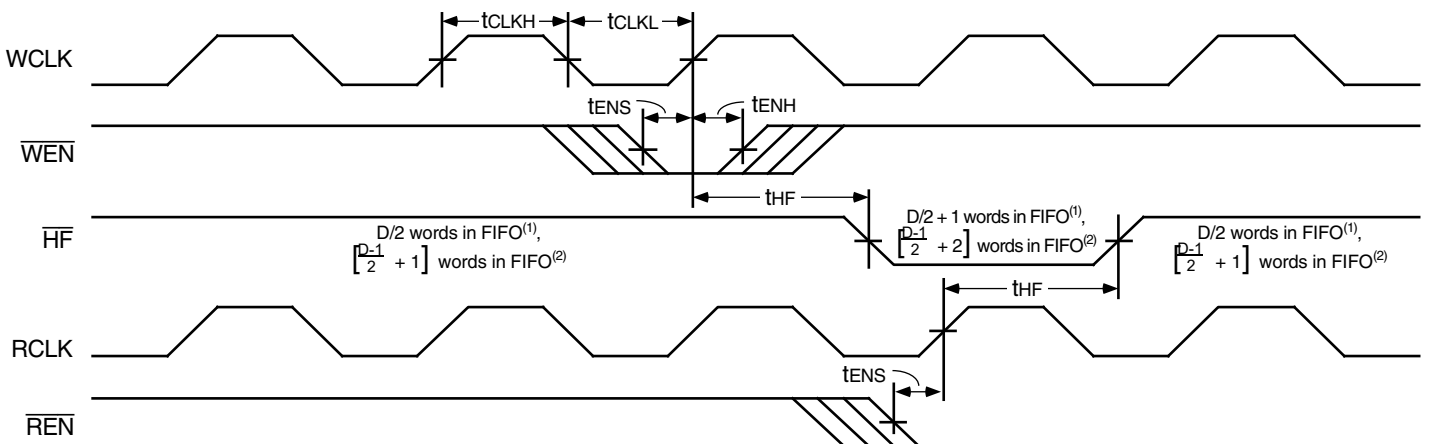 tCLKH
tCLKL
WCLK
tENS
tENH
WEN
tHF
HF
D/2 words in FIFO(1),
[D-1/2 + 1] words in FIFO(2)
D/2 + 1 words in FIFO(1),
[D-1/2 + 2] words in FIFO(2)
D/2 words in FIFO(1),
[D-1/2 + 1] words in FIFO(2)
tHF
RCLK
tENS
REN